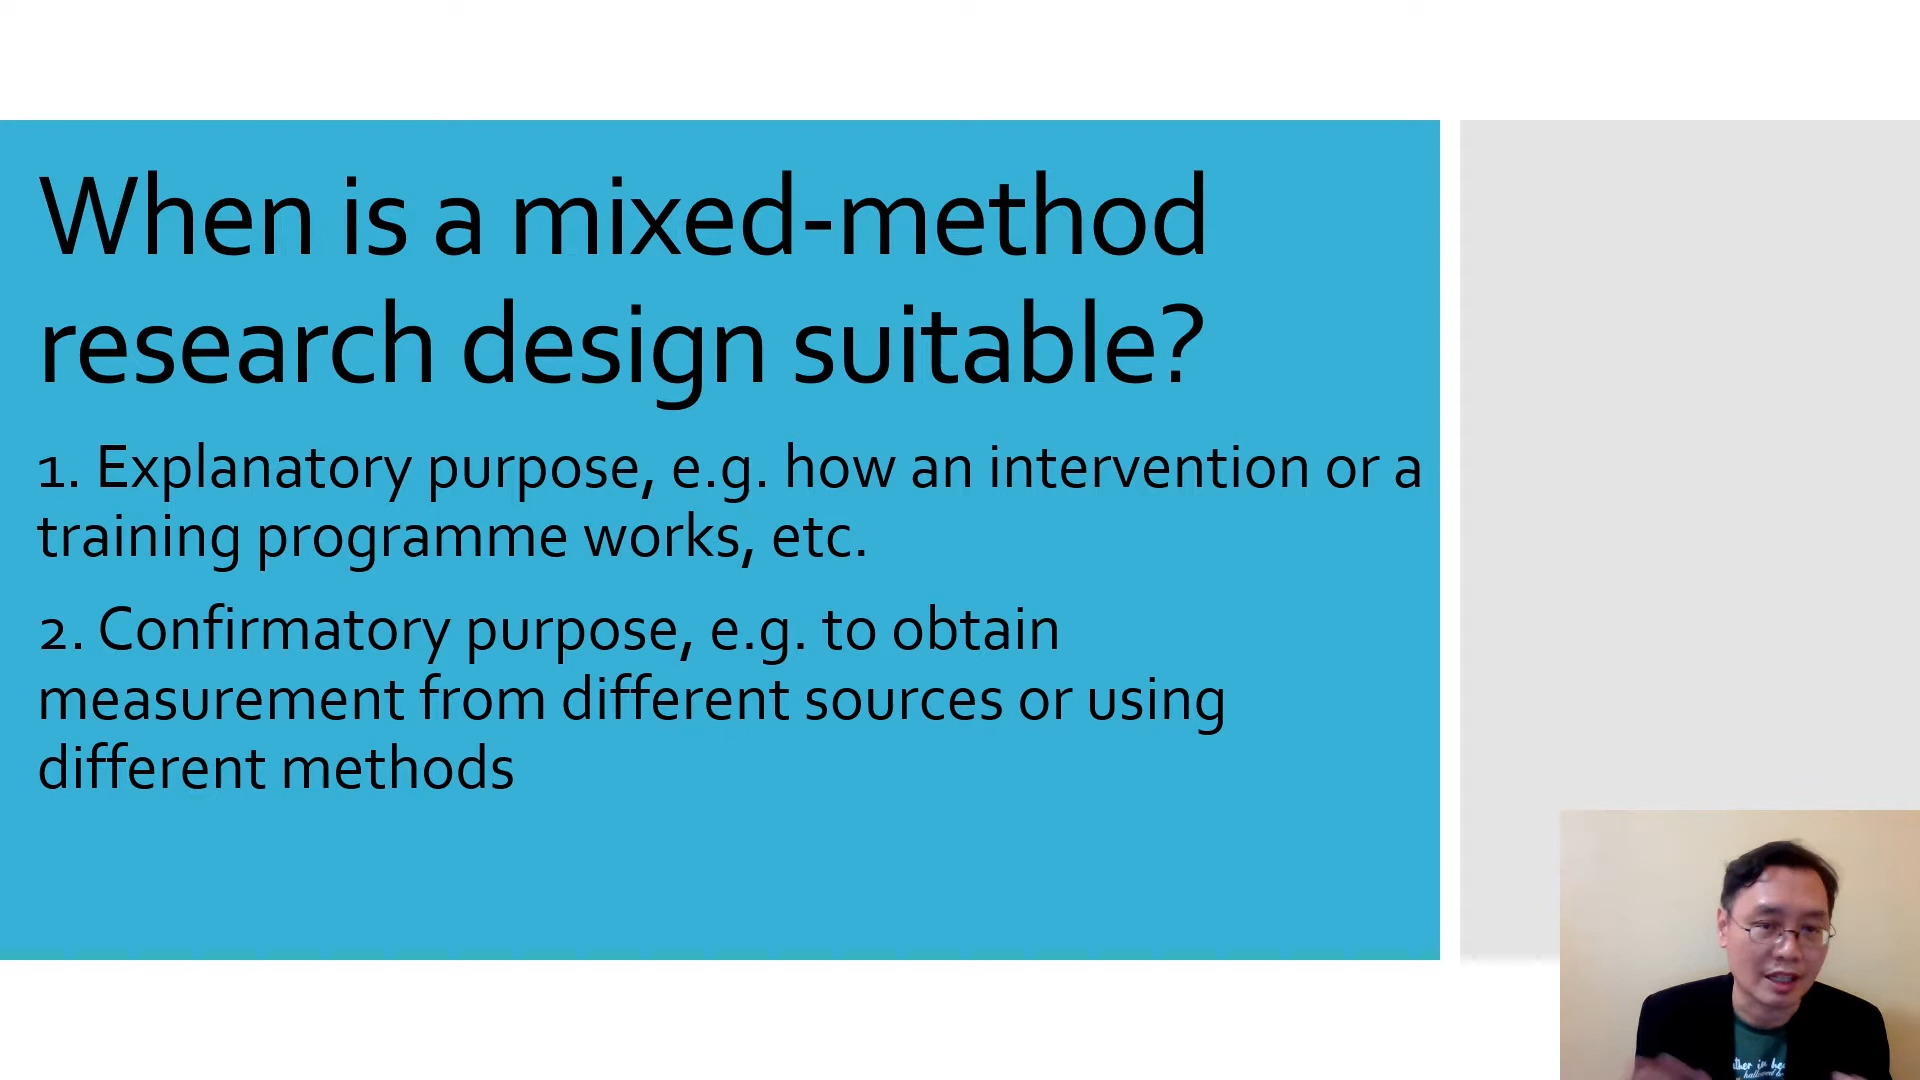 When is a mixed-method
research design suitable?
1. Explanatory purpose, e.g. how an intervention or a
training programme works, etc.
2. Confirmatory purpose, e.g. to obtain
measurement from different sources or using
different methods